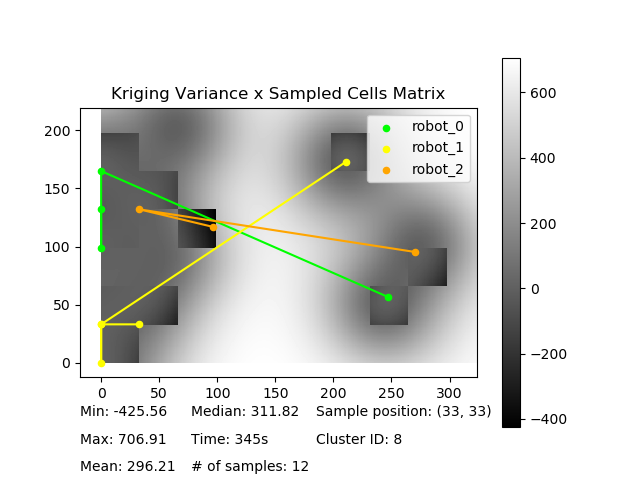 Kriging Variance x Sampled Cells Matrix
robot_0
robot_1
robot_2
200
150
100
50
0
0 50 100 150 200 250 300
600
400
200
0
−200
−400
Min: -425.56 Median: 311.82 Sample position: (33, 33)
Max: 706.91 Time: 345s Cluster ID: 8
Mean: 296.21 # of samples: 12